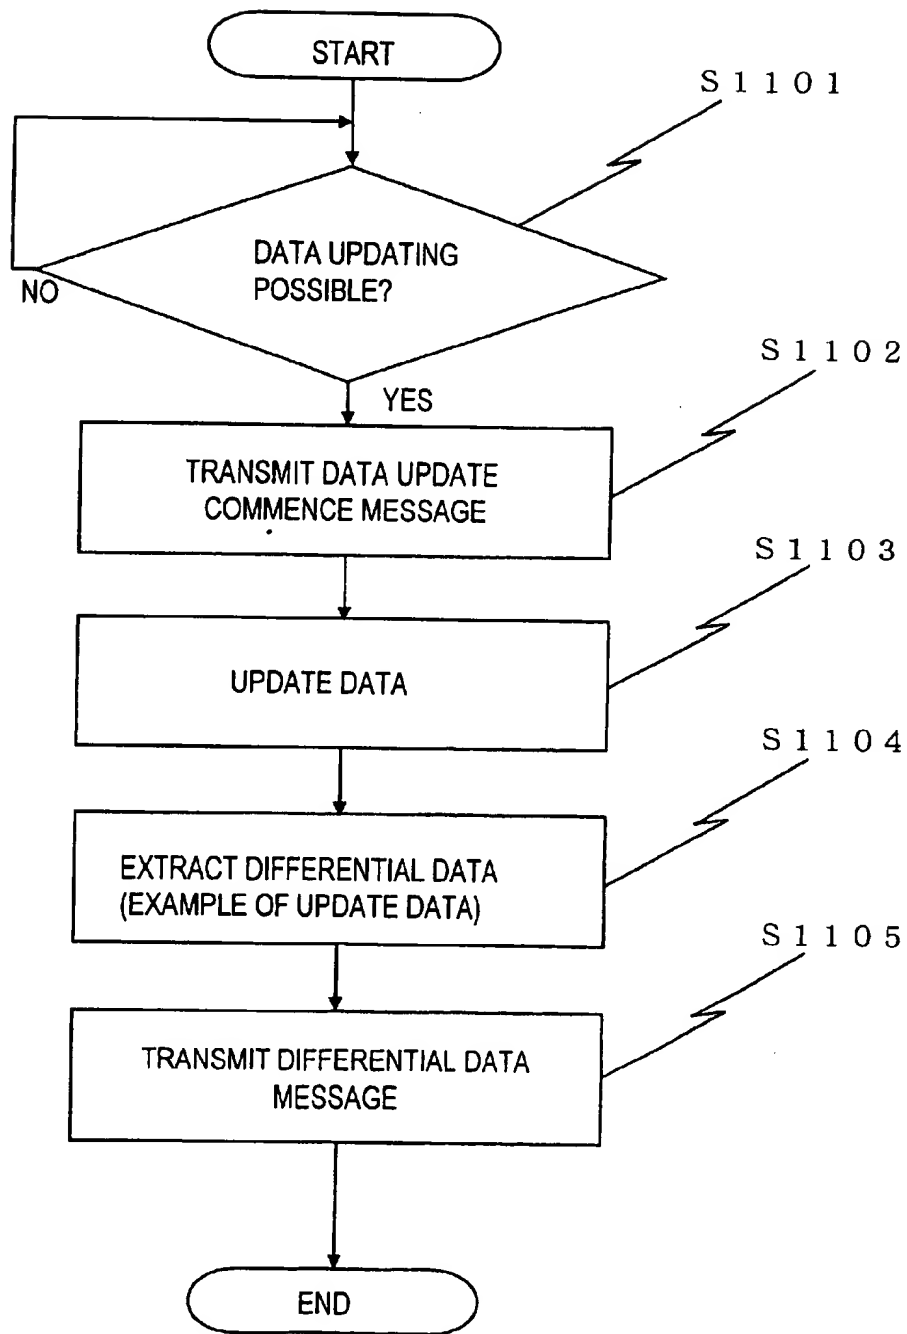 START
S1101
DATA UPDATING
POSSIBLE?
NO
S1102
YES
TRANSMIT DATA UPDATE
COMMENCE MESSAGE
S1103
UPDATE DATA
S1104
EXTRACT DIFFERENTIAL DATA
(EXAMPLE OF UPDATE DATA)
S1105
TRANSMIT DIFFERENTIAL DATA
MESSAGE
END